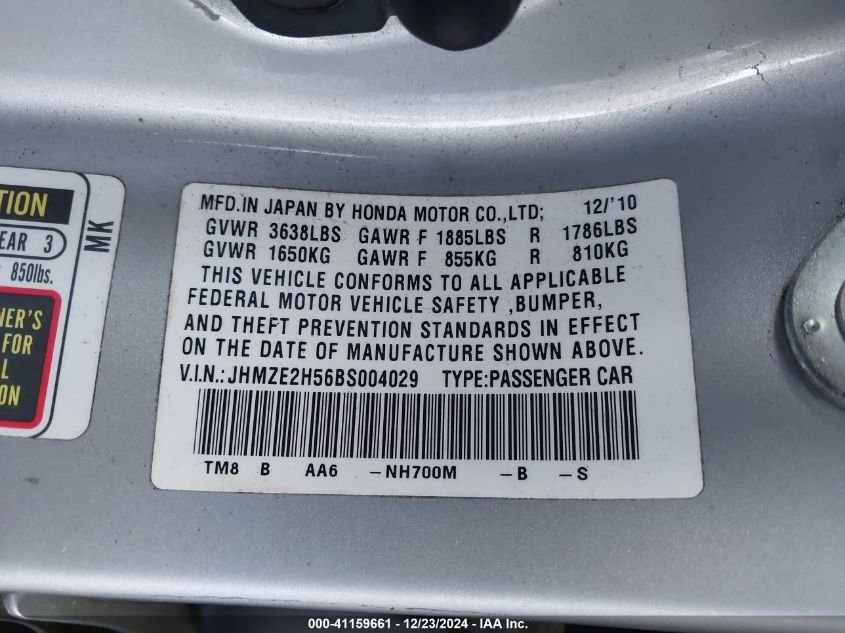 TION
EAR 3
850lbs.
NER'S
FOR
L
ION
MK
MFD.IN JAPAN BY HONDA MOTOR CO.,LTD; 12/'10
GVWR 3638LBS GAWR F 1885LBS R 1786LBS
GVWR 1650KG GAWR F 855KG R 810KG
THIS VEHICLE CONFORMS TO ALL APPLICABLE
FEDERAL MOTOR VEHICLE SAFETY ,BUMPER,
AND THEFT PREVENTION STANDARDS IN EFFECT
ON THE DATE OF MANUFACTURE SHOWN ABOVE.
V.I.N.: JHMZE2H56BS004029 TYPE:PASSENGER CAR
TM8 B AA6 -NH700M -B -S
000-41159661 - 12/23/2024 - IAA Inc.